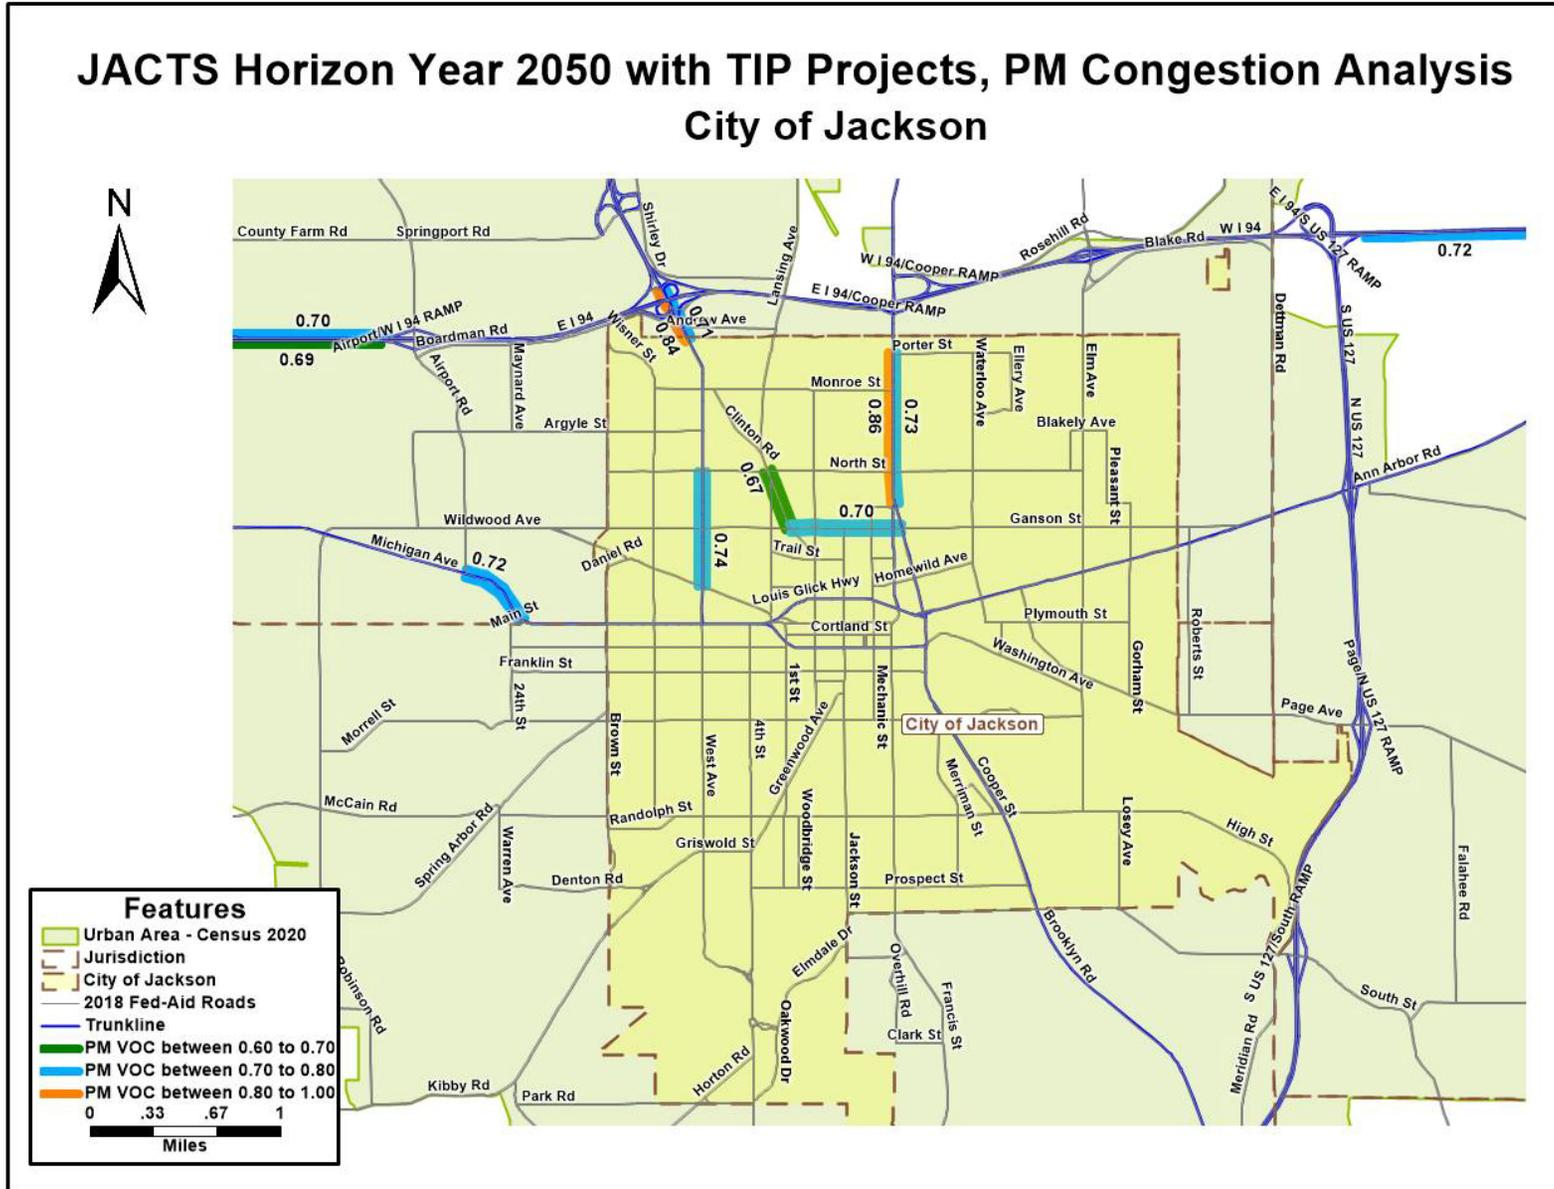 JACTS Horizon Year 2050 with TIP Projects, PM Congestion Analysis
City of Jackson
N
County Farm Rd
Springport Rd
Shirley Dr
Lansing Ave
W I 94/Cooper RAMP
E I 94/Cooper RAMP
Rosehill Rd
Blake Rd
W I 94
E I 94/S US 127 RAMP
0.72
0.70
0.69
Airport/W I 94 RAMP
Boardman Rd
E I 94
Wisner St
0.84
0.71
Andrew Ave
Airport Rd
Maynard Ave
Argyle St
Clinton Rd
Monroe St
Porter St
0.86
0.73
Waterloo Ave
Ellery Ave
Elm Ave
Blakely Ave
Pleasant St
Dettman Rd
S US 127
N US 127
Ann Arbor Rd
North St
0.67
0.70
0.74
Wildwood Ave
Michigan Ave
0.72
Main St
Daniel Rd
Trail St
Louis Glick Hwy
Homewild Ave
Ganson St
Cortland St
Plymouth St
Washington Ave
Gorham St
Roberts St
Page/N US 127 RAMP
Page Ave
Franklin St
24th St
Morrell St
Brown St
West Ave
4th St
1st St
Greenwood Ave
Mechanic St
City of Jackson
Cooper St
Merriman St
McCain Rd
Spring Arbor Rd
Warren Ave
Randolph St
Griswold St
Woodbridge St
Jackson St
Losey Ave
High St
Falahee Rd
Denton Rd
Prospect St
Elmdale Dr
Oakwood Dr
Overhill Rd
Francis St
Clark St
Brooklyn Rd
S US 127/South RAMP
South St
Meridian Rd
Robinson Rd
Kibby Rd
Park Rd
Horton Rd
Features
Urban Area - Census 2020
Jurisdiction
City of Jackson
2018 Fed-Aid Roads
Trunkline
PM VOC between 0.60 to 0.70
PM VOC between 0.70 to 0.80
PM VOC between 0.80 to 1.00
0 .33 .67 1
Miles